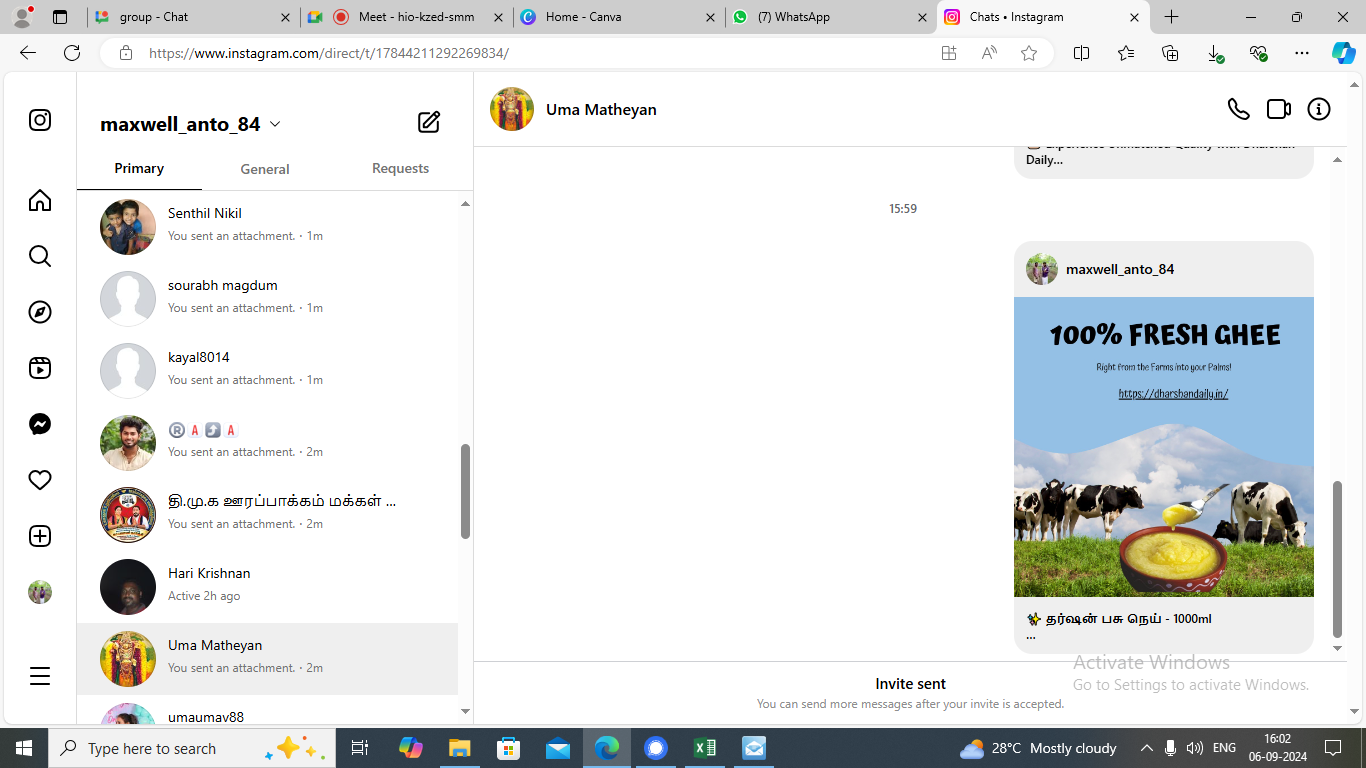 group - Chat
Meet - hio-kzed-smm
Home - Canva
(7) WhatsApp
Chats • Instagram
https://www.instagram.com/direct/t/17844211292269834/
maxwell_anto_84
Primary
General
Requests
Senthil Nikil
You sent an attachment. · 1m
sourabh magdum
You sent an attachment. · 1m
kayal8014
You sent an attachment. · 1m
®️🅰⤴🅰
You sent an attachment. · 2m
தி.மு.க ஊரப்பாக்கம் மக்கள் ...
You sent an attachment. · 2m
Hari Krishnan
Active 2h ago
Uma Matheyan
You sent an attachment. · 2m
umaumav88
Uma Matheyan
Experience Unmatched Quality with Dharshan
Daily...
15:59
maxwell_anto_84
100% FRESH GHEE
Right from the Farms into your Palms!
https://dharshandaily.in/
✨ தர்ஷன் பசு நெய் - 1000ml
...
Activate Windows
Go to Settings to activate Windows.
Invite sent
You can send more messages after your invite is accepted.
Type here to search
28°C Mostly cloudy
ENG
16:02
06-09-2024